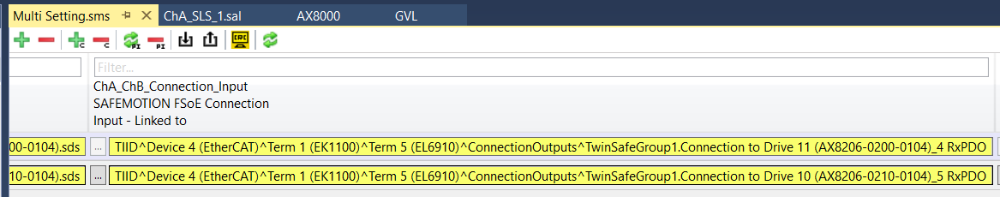 Multi Setting.sms ChA_SLS_1.sal AX8000 GVL
C C PI PI CRC
Filter...
ChA_ChB_Connection_Input
SAFEMOTION FSoE Connection
Input - Linked to
00-0104).sds ... TIID^Device 4 (EtherCAT)^Term 1 (EK1100)^Term 5 (EL6910)^ConnectionOutputs^TwinSafeGroup1.Connection to Drive 11 (AX8206-0200-0104)_4 RxPDO
10-0104).sds ... TIID^Device 4 (EtherCAT)^Term 1 (EK1100)^Term 5 (EL6910)^ConnectionOutputs^TwinSafeGroup1.Connection to Drive 10 (AX8206-0210-0104)_5 RxPDO